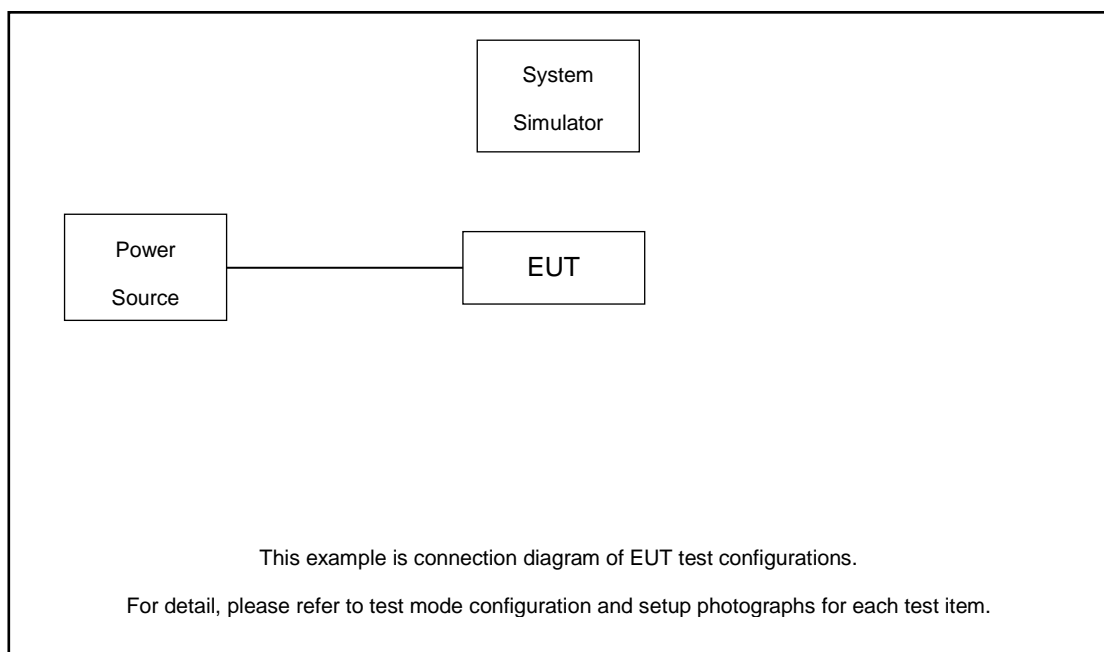 System
Simulator
Power
Source
EUT
This example is connection diagram of EUT test configurations.
For detail, please refer to test mode configuration and setup photographs for each test item.